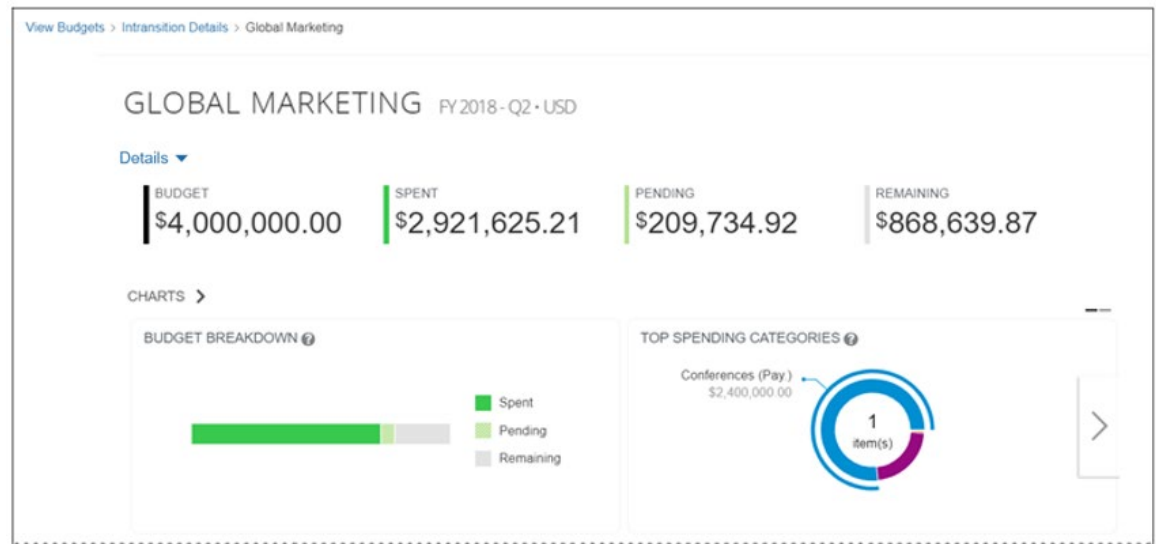 View Budgets > Intransition Details > Global Marketing
GLOBAL MARKETING FY 2018 - Q2 • USD
Details
BUDGET SPENT PENDING REMAINING
$4,000,000.00 $2,921,625.21 $209,734.92 $868,639.87
CHARTS
BUDGET BREAKDOWN ?
Spent
Pending
Remaining
TOP SPENDING CATEGORIES ?
Conferences (Pay.)
$2,400,000.00
1
item(s)